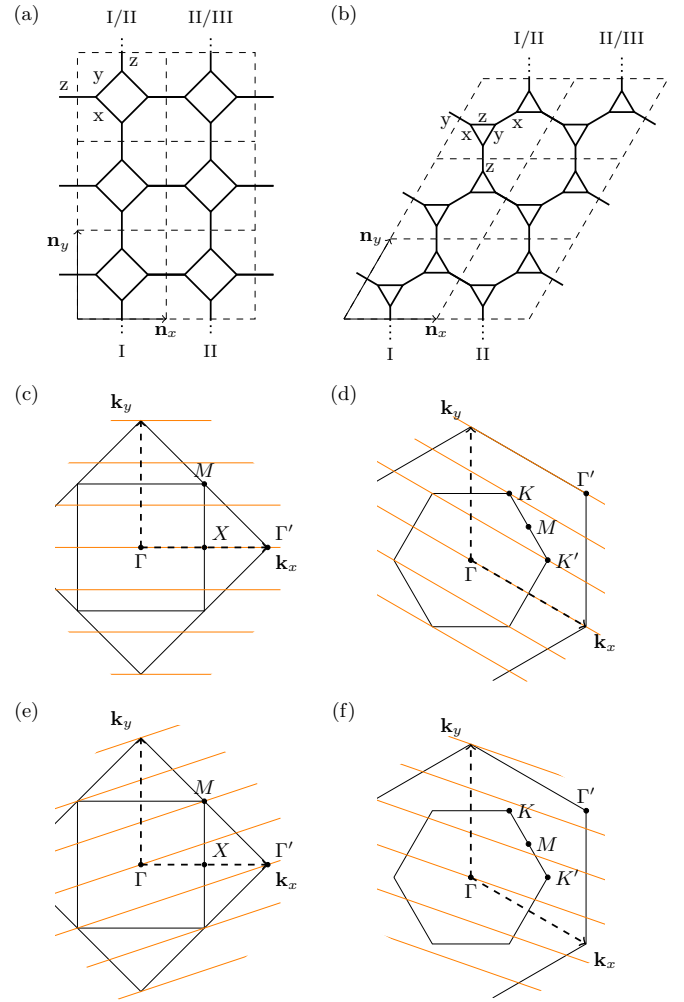 (a)
I/II
II/III
z
y
z
x
n_y
n_x
I
II
(b)
I/II
II/III
y
z
x
x
y
z
n_y
n_x
I
II
(c)
k_y
M
X
Γ
Γ′
k_x
(d)
k_y
Γ′
K
M
K′
Γ
k_x
(e)
k_y
M
X
Γ
Γ′
k_x
(f)
k_y
Γ′
K
M
K′
Γ
k_x